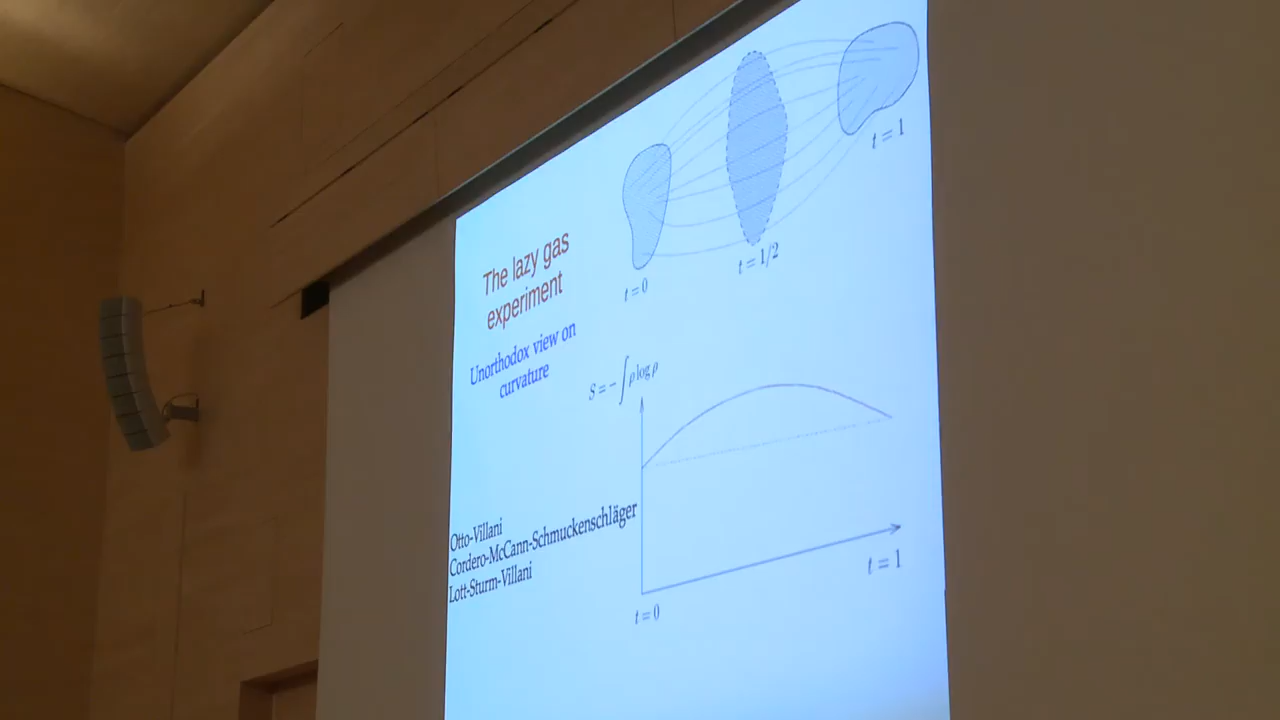 t = 1
t = 1/2
t = 0
The lazy gas
experiment
Unorthodox view on
curvature
S = - ∫ ρ log ρ
Otto-Villani
Cordero-McCann-Schmuckenschläger
Lott-Sturm-Villani
t = 1
t = 0